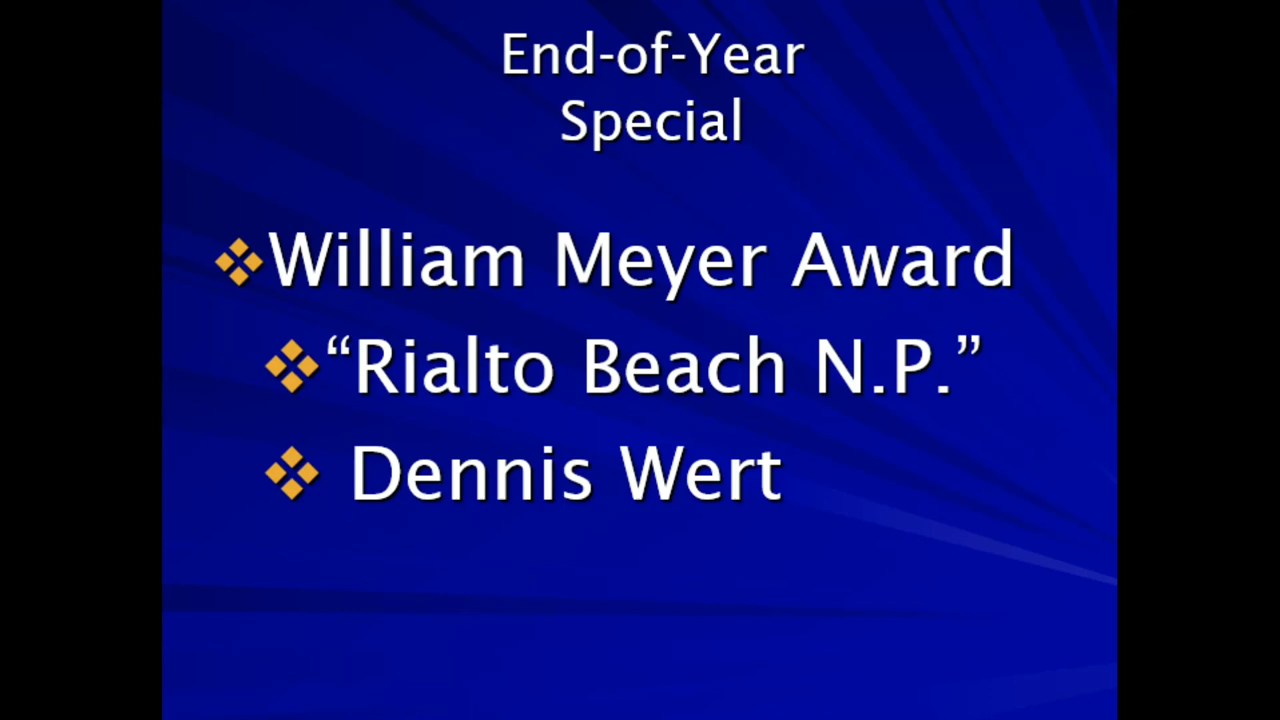 End-of-Year
Special
William Meyer Award
“Rialto Beach N.P.”
Dennis Wert